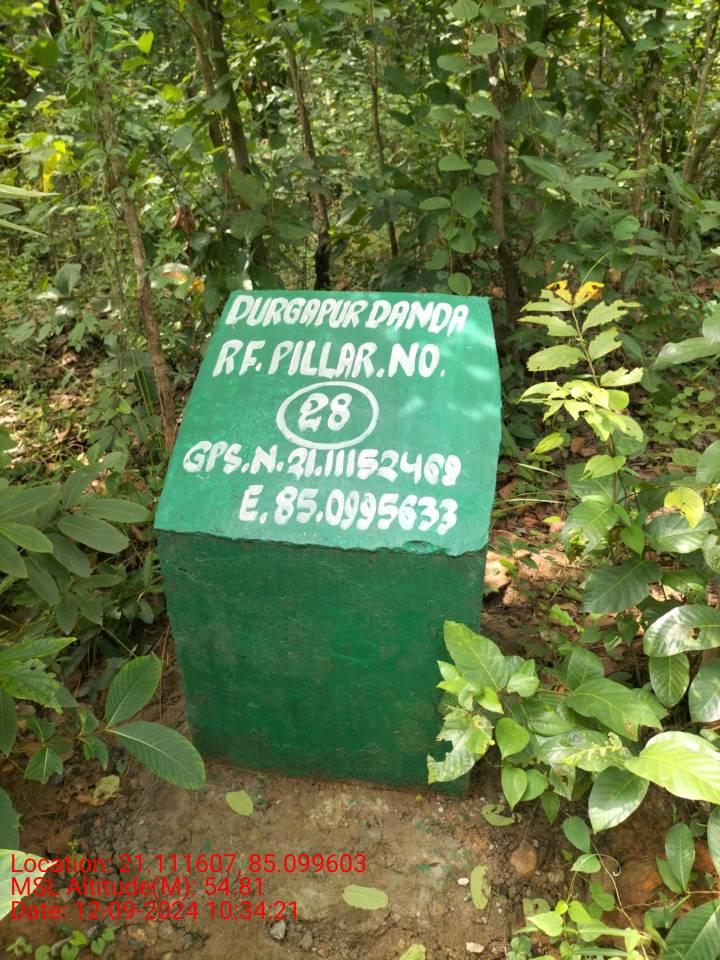 DURGAPUR DANDA
RF. PILLAR. NO.
28
GPS. N. 21.11152469
E. 85.0995633
Location: 21.111607, 85.099603
MSL Altitude(M): 54.81
Date: 12-09-2024 10:34:21